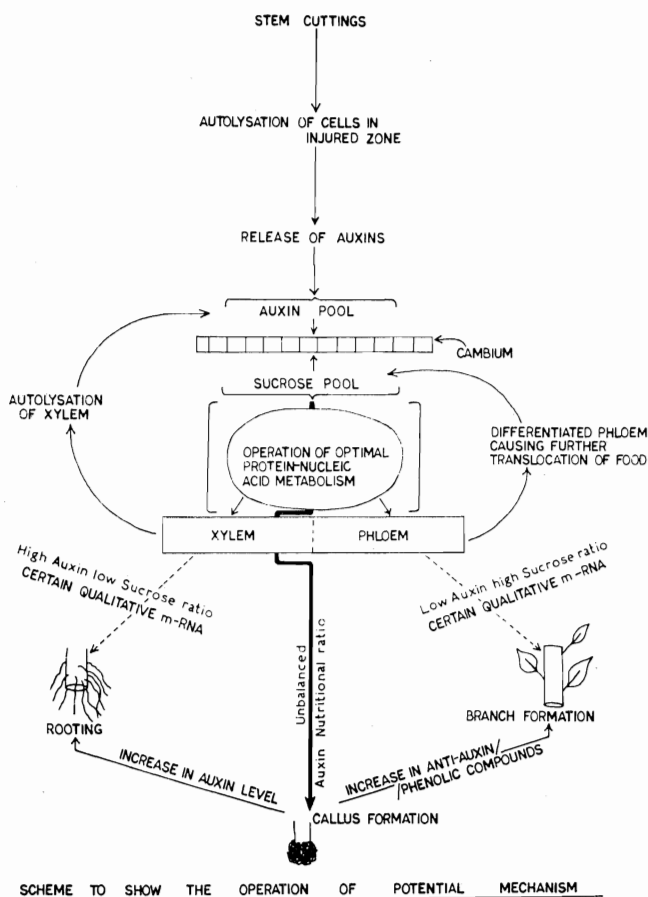 STEM CUTTINGS
AUTOLYSATION OF CELLS IN
INJURED ZONE
RELEASE OF AUXINS
AUXIN POOL
CAMBIUM
SUCROSE POOL
AUTOLYSATION
OF XYLEM
DIFFERENTIATED PHLOEM
CAUSING FURTHER
TRANSLOCATION OF FOOD
OPERATION OF OPTIMAL
PROTEIN-NUCLEIC
ACID METABOLISM
XYLEM
PHLOEM
High Auxin low Sucrose ratio
CERTAIN QUALITATIVE m-RNA
Low Auxin high Sucrose ratio
CERTAIN QUALITATIVE m-RNA
Unbalanced
Auxin Nutritional ratio
ROOTING
BRANCH FORMATION
INCREASE IN AUXIN LEVEL
INCREASE IN ANTI-AUXIN/
/PHENOLIC COMPOUNDS
CALLUS FORMATION
SCHEME TO SHOW THE OPERATION OF POTENTIAL MECHANISM